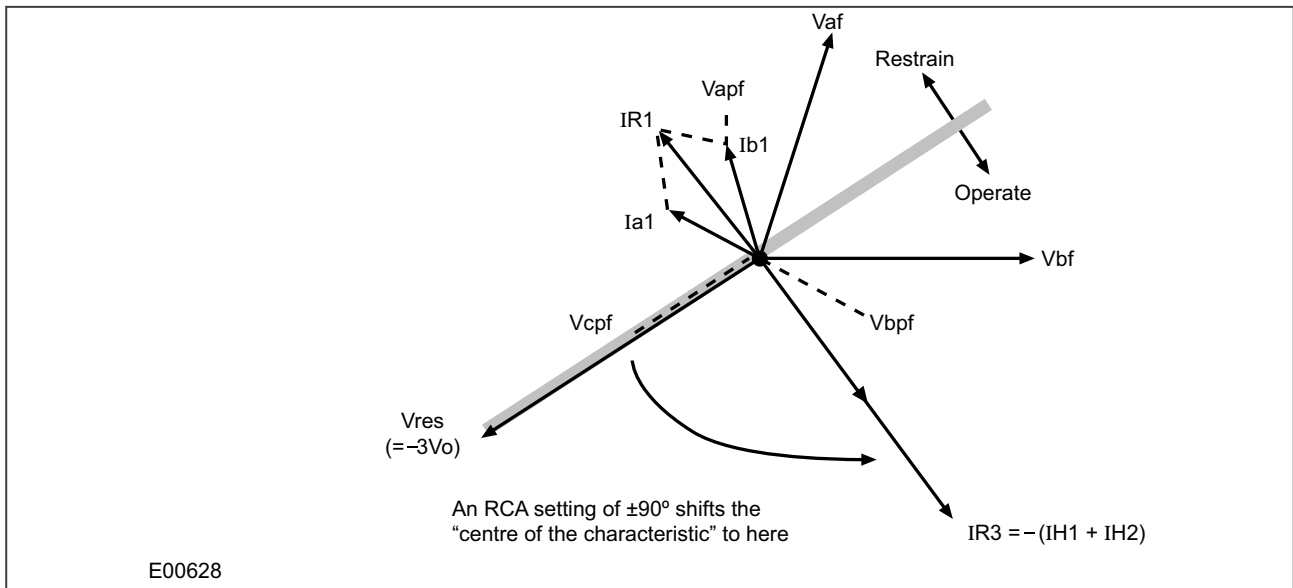 Vaf
Restrain
Vapf
IR1
Ib1
Operate
Ia1
Vbf
Vcpf
Vbpf
Vres
(=−3Vo)
An RCA setting of ±90º shifts the
“centre of the characteristic” to here
IR3 =−(IH1 + IH2)
E00628